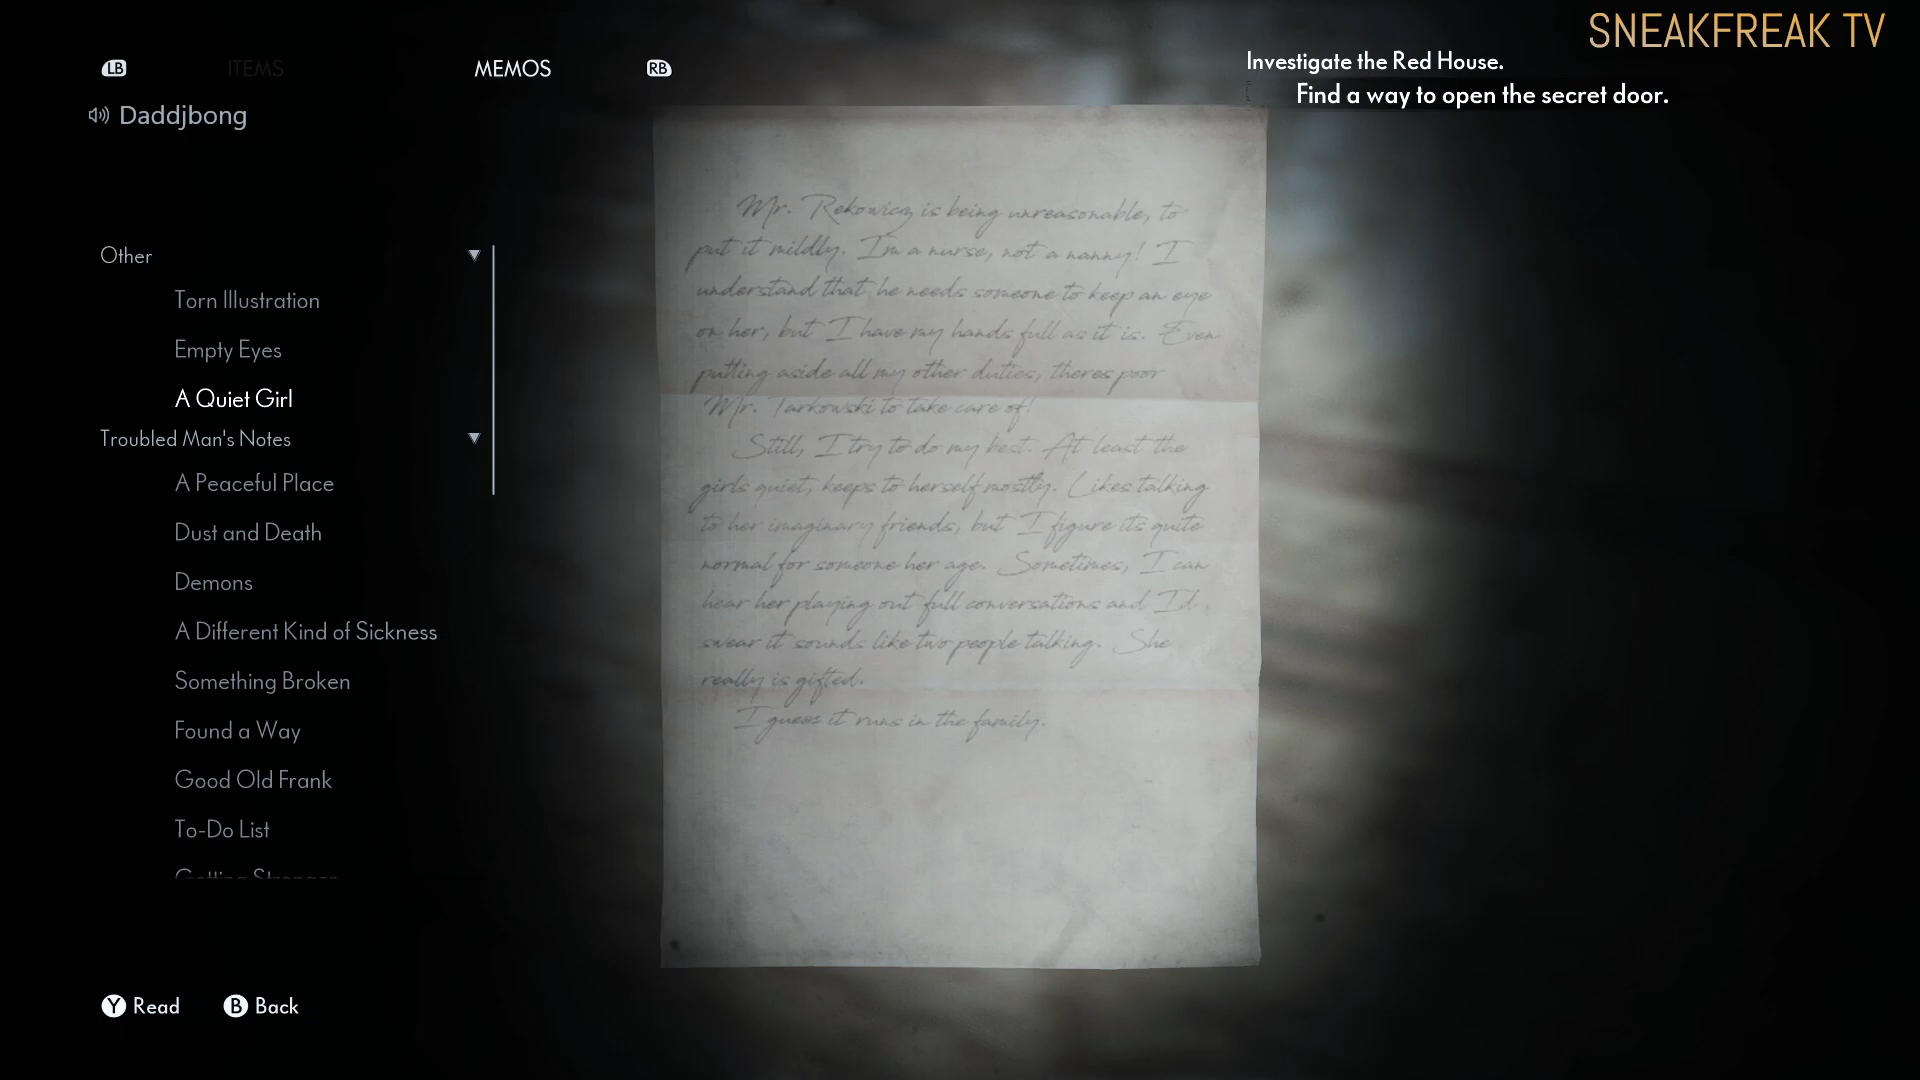 SNEAKFREAK TV
LB
ITEMS
MEMOS
RB
Investigate the Red House.
Find a way to open the secret door.
Daddjbong
Other
Torn Illustration
Empty Eyes
A Quiet Girl
Troubled Man's Notes
A Peaceful Place
Dust and Death
Demons
A Different Kind of Sickness
Something Broken
Found a Way
Good Old Frank
To-Do List
Getting Stronger
Mr. Rekowicz is being unreasonable, to
put it mildly. Im a nurse, not a nanny! I
understand that he needs someone to keep an eye
on her, but I have my hands full as it is. Even
putting aside all my other duties, theres poor
Mr. Tarkowski to take care of!
Still, I try to do my best. At least the
girls quiet, keeps to herself mostly. Likes talking
to her imaginary friends, but I figure its quite
normal for someone her age. Sometimes, I can
hear her playing out full conversations and Id
swear it sounds like two people talking. She
really is gifted.
I guess it runs in the family.
Y Read
B Back